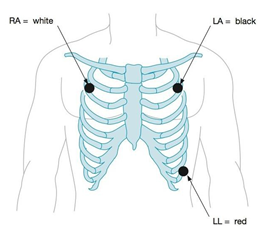 RA = white
LA = black
LL = red